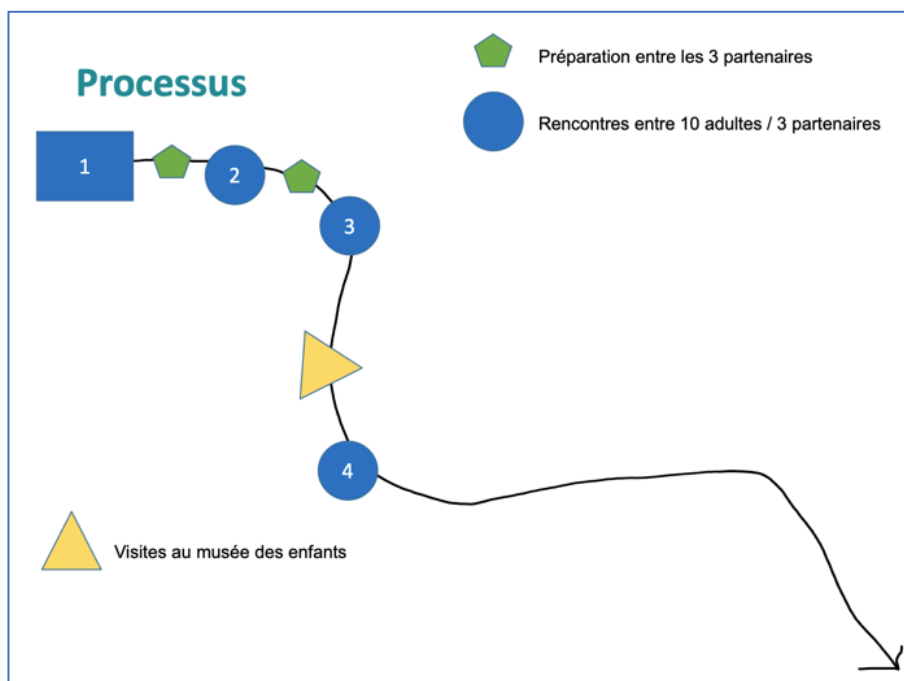 Préparation entre les 3 partenaires
Processus
Rencontres entre 10 adultes / 3 partenaires
1
2
3
4
Visites au musée des enfants